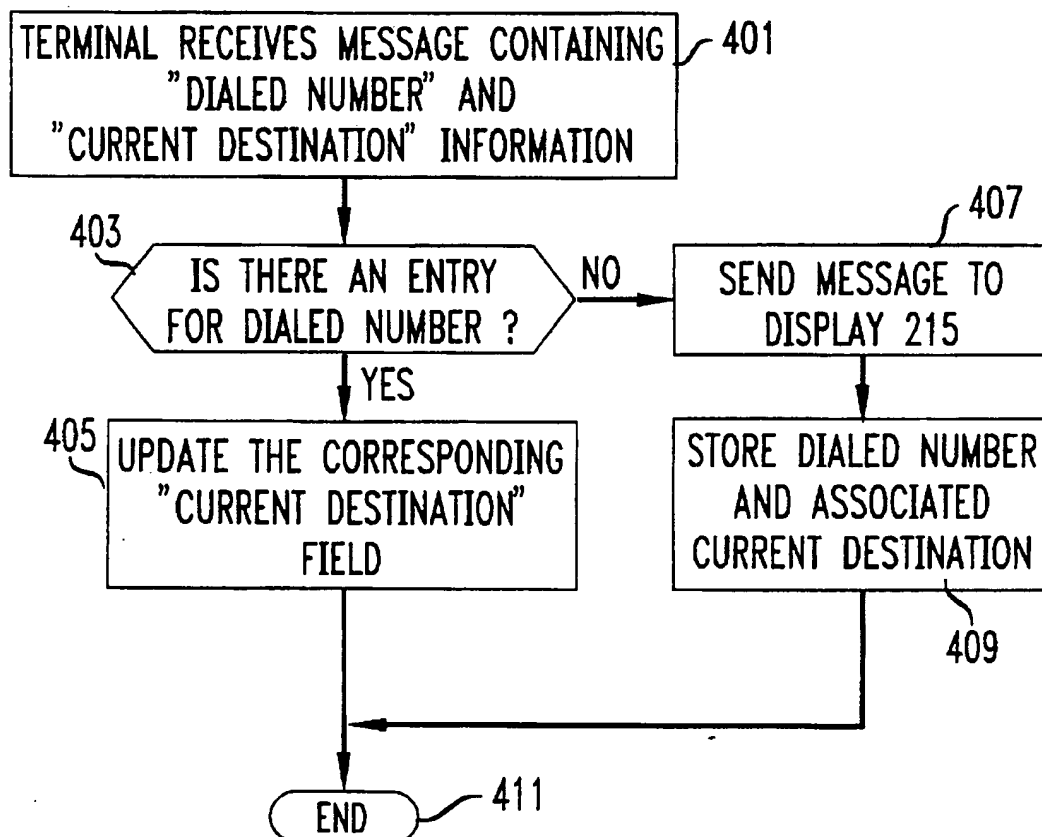 TERMINAL RECEIVES MESSAGE CONTAINING
"DIALED NUMBER" AND
"CURRENT DESTINATION" INFORMATION
401
403
IS THERE AN ENTRY
FOR DIALED NUMBER ?
NO
YES
407
SEND MESSAGE TO
DISPLAY 215
405
UPDATE THE CORRESPONDING
"CURRENT DESTINATION"
FIELD
STORE DIALED NUMBER
AND ASSOCIATED
CURRENT DESTINATION
409
END
411